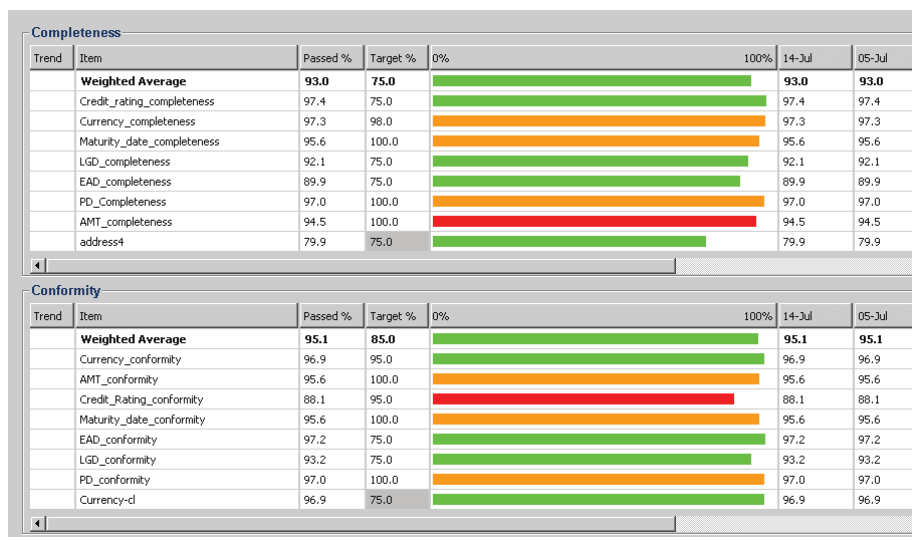 Completeness
Trend Item Passed % Target % 0% 100% 14-Jul 05-Jul
Weighted Average 93.0 75.0 93.0 93.0
Credit_rating_completeness 97.4 75.0 97.4 97.4
Currency_completeness 97.3 98.0 97.3 97.3
Maturity_date_completeness 95.6 100.0 95.6 95.6
LGD_completeness 92.1 75.0 92.1 92.1
EAD_completeness 89.9 75.0 89.9 89.9
PD_Completeness 97.0 100.0 97.0 97.0
AMT_completeness 94.5 100.0 94.5 94.5
address4 79.9 75.0 79.9 79.9
Conformity
Trend Item Passed % Target % 0% 100% 14-Jul 05-Jul
Weighted Average 95.1 85.0 95.1 95.1
Currency_conformity 96.9 95.0 96.9 96.9
AMT_conformity 95.6 100.0 95.6 95.6
Credit_Rating_conformity 88.1 95.0 88.1 88.1
Maturity_date_conformity 95.6 100.0 95.6 95.6
EAD_conformity 97.2 75.0 97.2 97.2
LGD_conformity 93.2 75.0 93.2 93.2
PD_conformity 97.0 100.0 97.0 97.0
Currency-cl 96.9 75.0 96.9 96.9